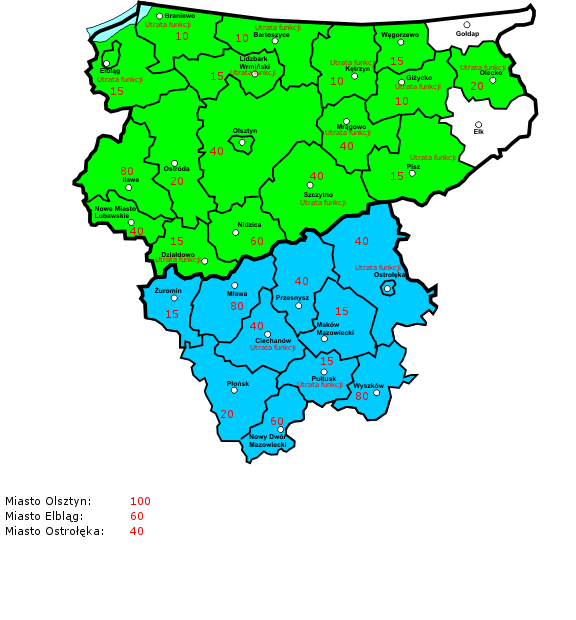 Braniewo
Utrata funkcji
10
Utrata funkcji
10
Bartoszyce
Węgorzewo
15
Gołdap
Elbląg
Utrata funkcji
15
Lidzbark
Wrmiński
Utrata funkcji
15
Utrata funkcji
Kętrzyn
10
Giżycko
Utrata funkcji
10
Utrata funkcji
Olecko
20
Olsztyn
40
Mrągowo
Utrata funkcji
40
Ełk
80
Iława
Ostróda
20
40
Szczytno
Utrata funkcji
Utrata funkcji
Pisz
15
Nowe Miasto
Lubawskie
40
15
Działdowo
Utrata funkcji
Nidzica
60
40
Utrata funkcji
Ostrołęka
Żuromin
15
Mława
80
40
Przesnysz
15
Maków
Mazowiecki
40
Ciechanów
Utrata funkcji
15
Pułtusk
Utrata funkcji
Wyszków
80
Płońsk
20
60
Nowy Dwór
Mazowiecki
Miasto Olsztyn: 100
Miasto Elbląg: 60
Miasto Ostrołęka: 40